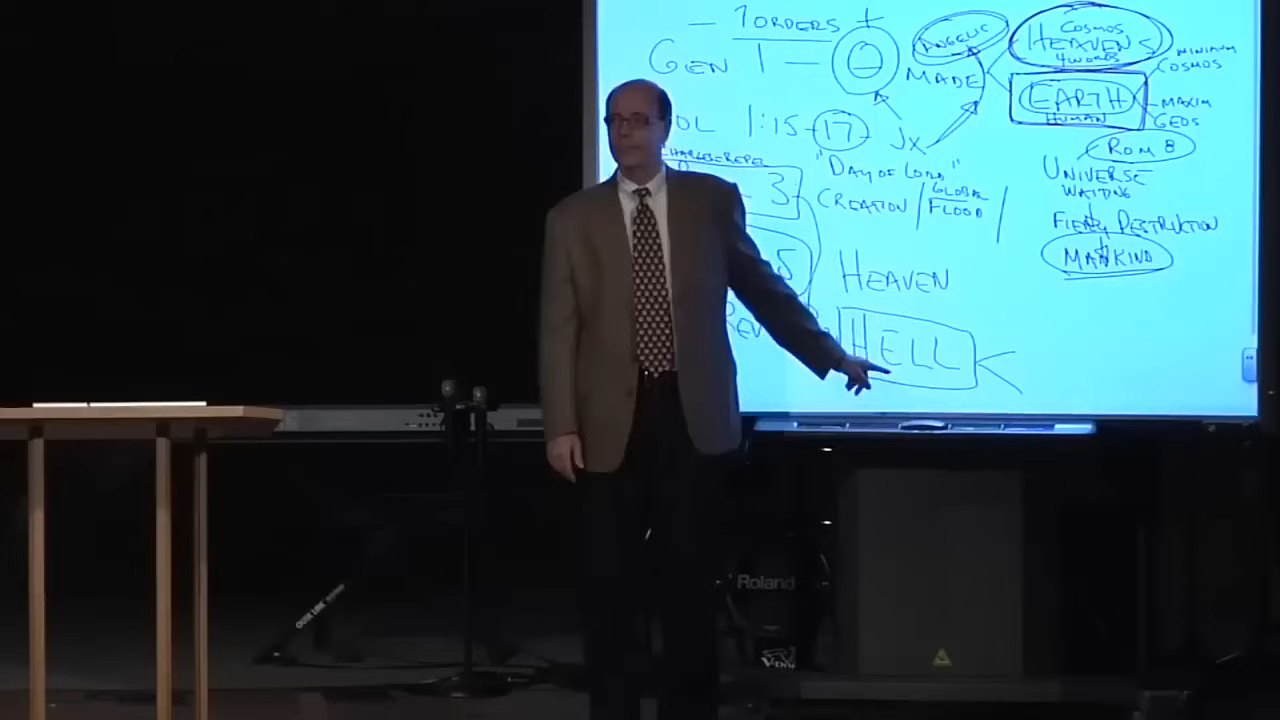 - 7 ORDERS +
GEN 1 -
ANGELIC
MADE
COSMOS
HEAVENS
4 WORDS
MINIMUM
COSMOS
EARTH
HUMAN
MAXIM
GEOS
OL 1:15-17
JX
ROM 8
"DAY OF LORD"
3
CREATION / GLOBAL FLOOD /
UNIVERSE
WAITING
FIERY DESTRUCTION
MANKIND
5
HEAVEN
REV
HELL
Roland